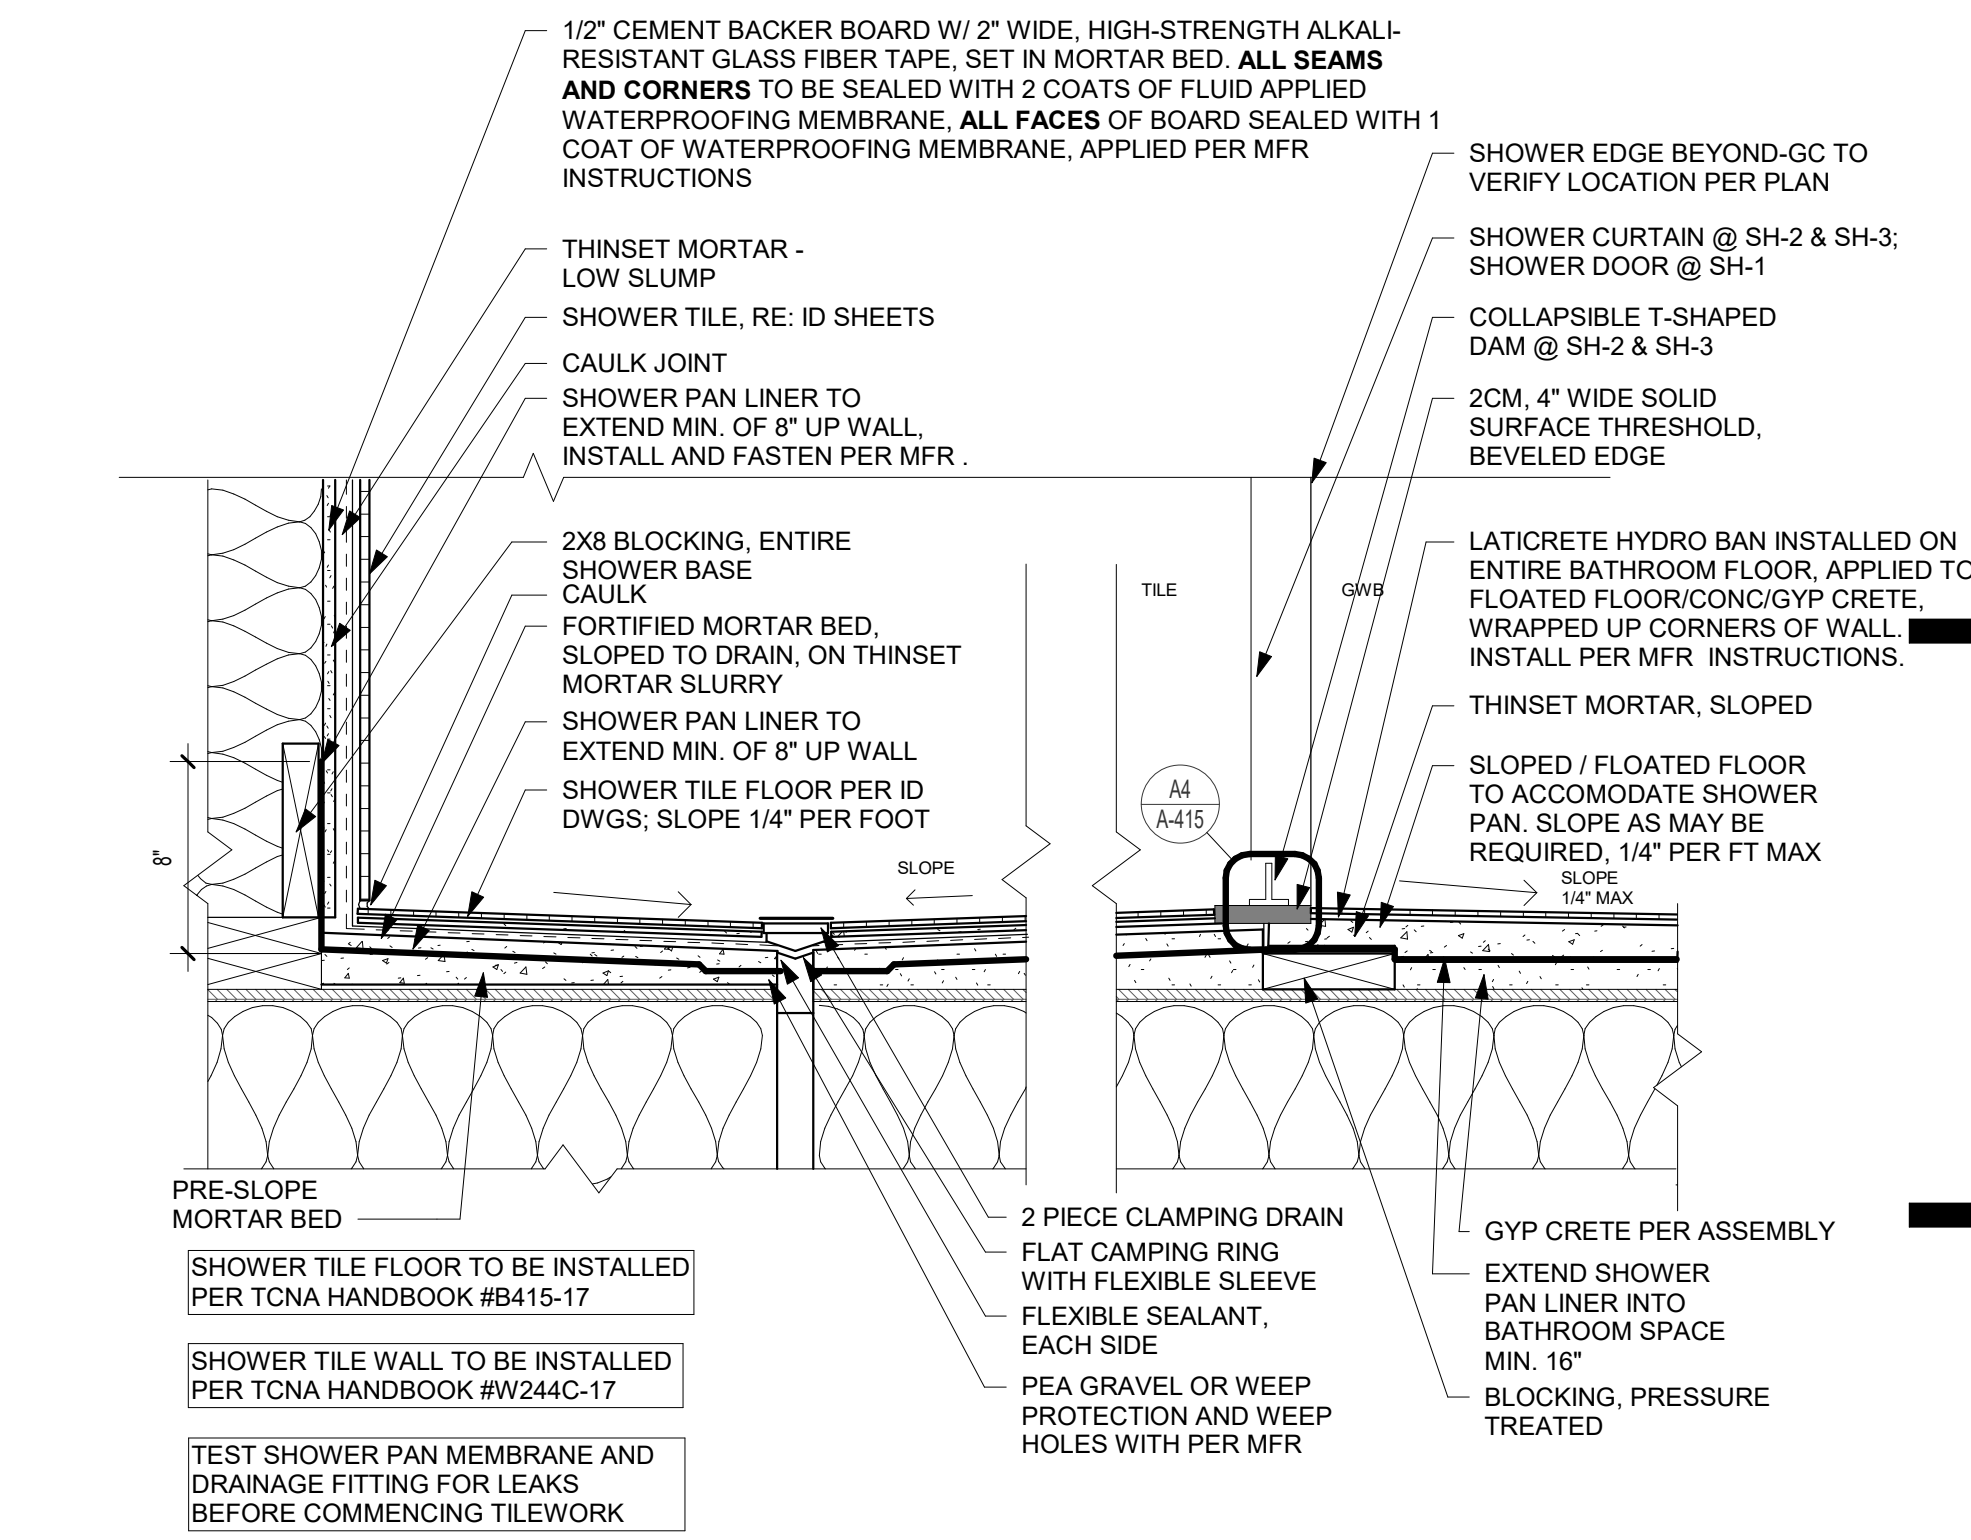 1/2" CEMENT BACKER BOARD W/ 2" WIDE, HIGH-STRENGTH ALKALI-
RESISTANT GLASS FIBER TAPE, SET IN MORTAR BED. ALL SEAMS
AND CORNERS TO BE SEALED WITH 2 COATS OF FLUID APPLIED
WATERPROOFING MEMBRANE, ALL FACES OF BOARD SEALED WITH 1
COAT OF WATERPROOFING MEMBRANE, APPLIED PER MFR
INSTRUCTIONS
THINSET MORTAR -
LOW SLUMP
SHOWER TILE, RE: ID SHEETS
CAULK JOINT
SHOWER PAN LINER TO
EXTEND MIN. OF 8" UP WALL,
INSTALL AND FASTEN PER MFR .
2X8 BLOCKING, ENTIRE
SHOWER BASE
CAULK
FORTIFIED MORTAR BED,
SLOPED TO DRAIN, ON THINSET
MORTAR SLURRY
SHOWER PAN LINER TO
EXTEND MIN. OF 8" UP WALL
SHOWER TILE FLOOR PER ID
DWGS; SLOPE 1/4" PER FOOT
SHOWER EDGE BEYOND-GC TO
VERIFY LOCATION PER PLAN
SHOWER CURTAIN @ SH-2 & SH-3;
SHOWER DOOR @ SH-1
COLLAPSIBLE T-SHAPED
DAM @ SH-2 & SH-3
2CM, 4" WIDE SOLID
SURFACE THRESHOLD,
BEVELED EDGE
LATICRETE HYDRO BAN INSTALLED ON
ENTIRE BATHROOM FLOOR, APPLIED TO
FLOATED FLOOR/CONC/GYP CRETE,
WRAPPED UP CORNERS OF WALL.
INSTALL PER MFR INSTRUCTIONS.
THINSET MORTAR, SLOPED
SLOPED / FLOATED FLOOR
TO ACCOMODATE SHOWER
PAN. SLOPE AS MAY BE
REQUIRED, 1/4" PER FT MAX
TILE
GWB
A4
A-415
8"
SLOPE
SLOPE
1/4" MAX
PRE-SLOPE
MORTAR BED
SHOWER TILE FLOOR TO BE INSTALLED
PER TCNA HANDBOOK #B415-17
SHOWER TILE WALL TO BE INSTALLED
PER TCNA HANDBOOK #W244C-17
TEST SHOWER PAN MEMBRANE AND
DRAINAGE FITTING FOR LEAKS
BEFORE COMMENCING TILEWORK
2 PIECE CLAMPING DRAIN
FLAT CAMPING RING
WITH FLEXIBLE SLEEVE
FLEXIBLE SEALANT,
EACH SIDE
PEA GRAVEL OR WEEP
PROTECTION AND WEEP
HOLES WITH PER MFR
GYP CRETE PER ASSEMBLY
EXTEND SHOWER
PAN LINER INTO
BATHROOM SPACE
MIN. 16"
BLOCKING, PRESSURE
TREATED